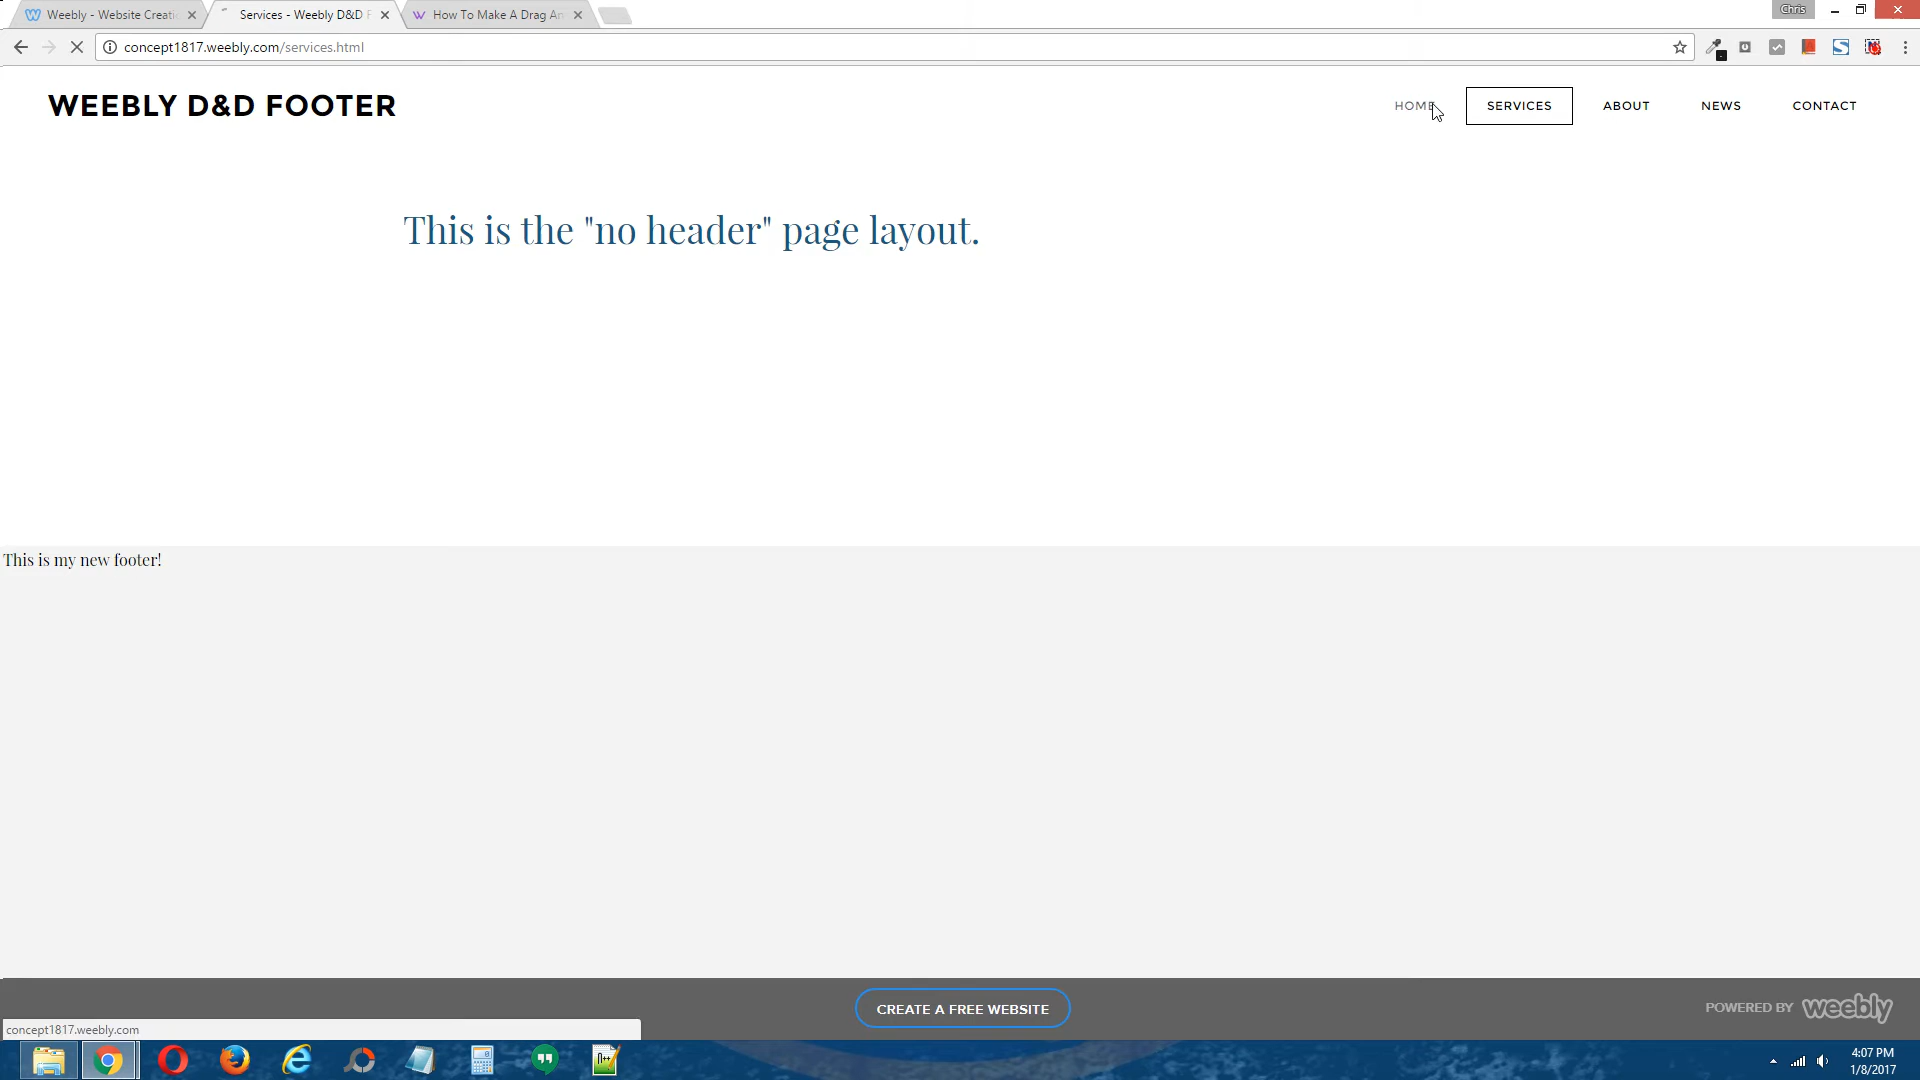 Weebly - Website Creati
Services - Weebly D&D F
How To Make A Drag An
Chris
concept1817.weebly.com/services.html
WEEBLY D&D FOOTER
HOME
SERVICES
ABOUT
NEWS
CONTACT
This is the "no header" page layout.
This is my new footer!
CREATE A FREE WEBSITE
POWERED BY weebly
concept1817.weebly.com
4:07 PM
1/8/2017